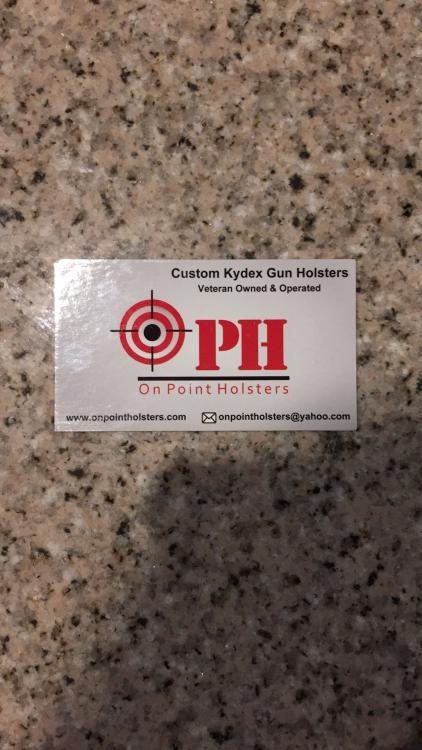 Custom Kydex Gun Holsters
Veteran Owned & Operated
PH
On Point Holsters
www.onpointholsters.com onpointholsters@yahoo.com